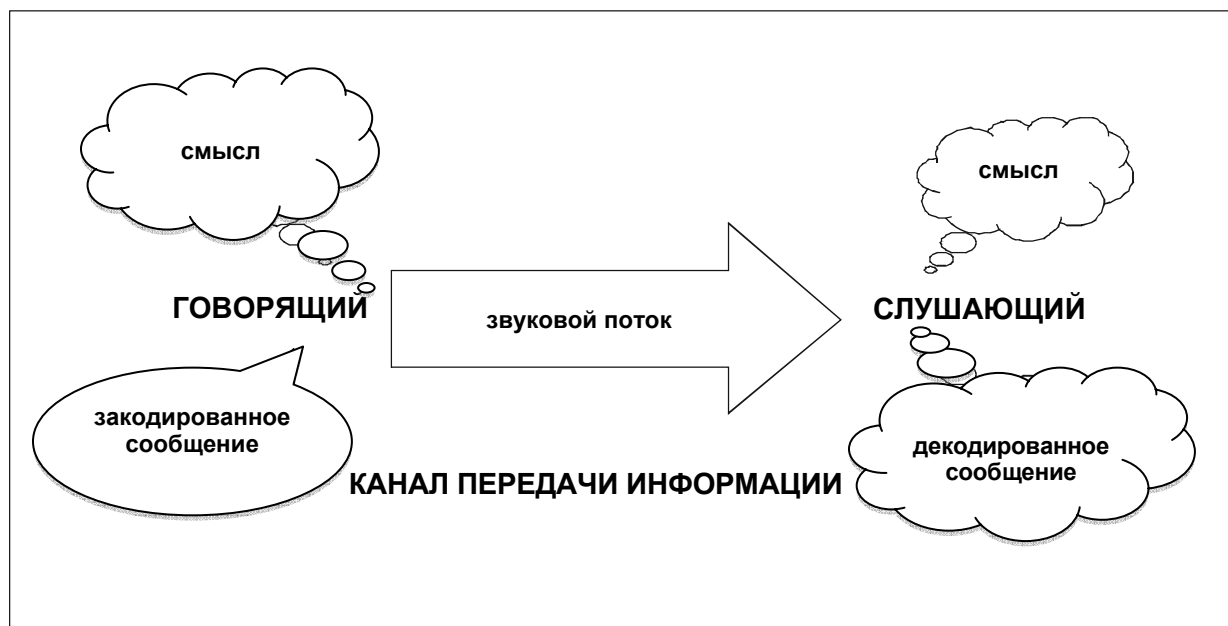 смысл
смысл
ГОВОРЯЩИЙ
звуковой поток
СЛУШАЮЩИЙ
закодированное
сообщение
декодированное
сообщение
КАНАЛ ПЕРЕДАЧИ ИНФОРМАЦИИ